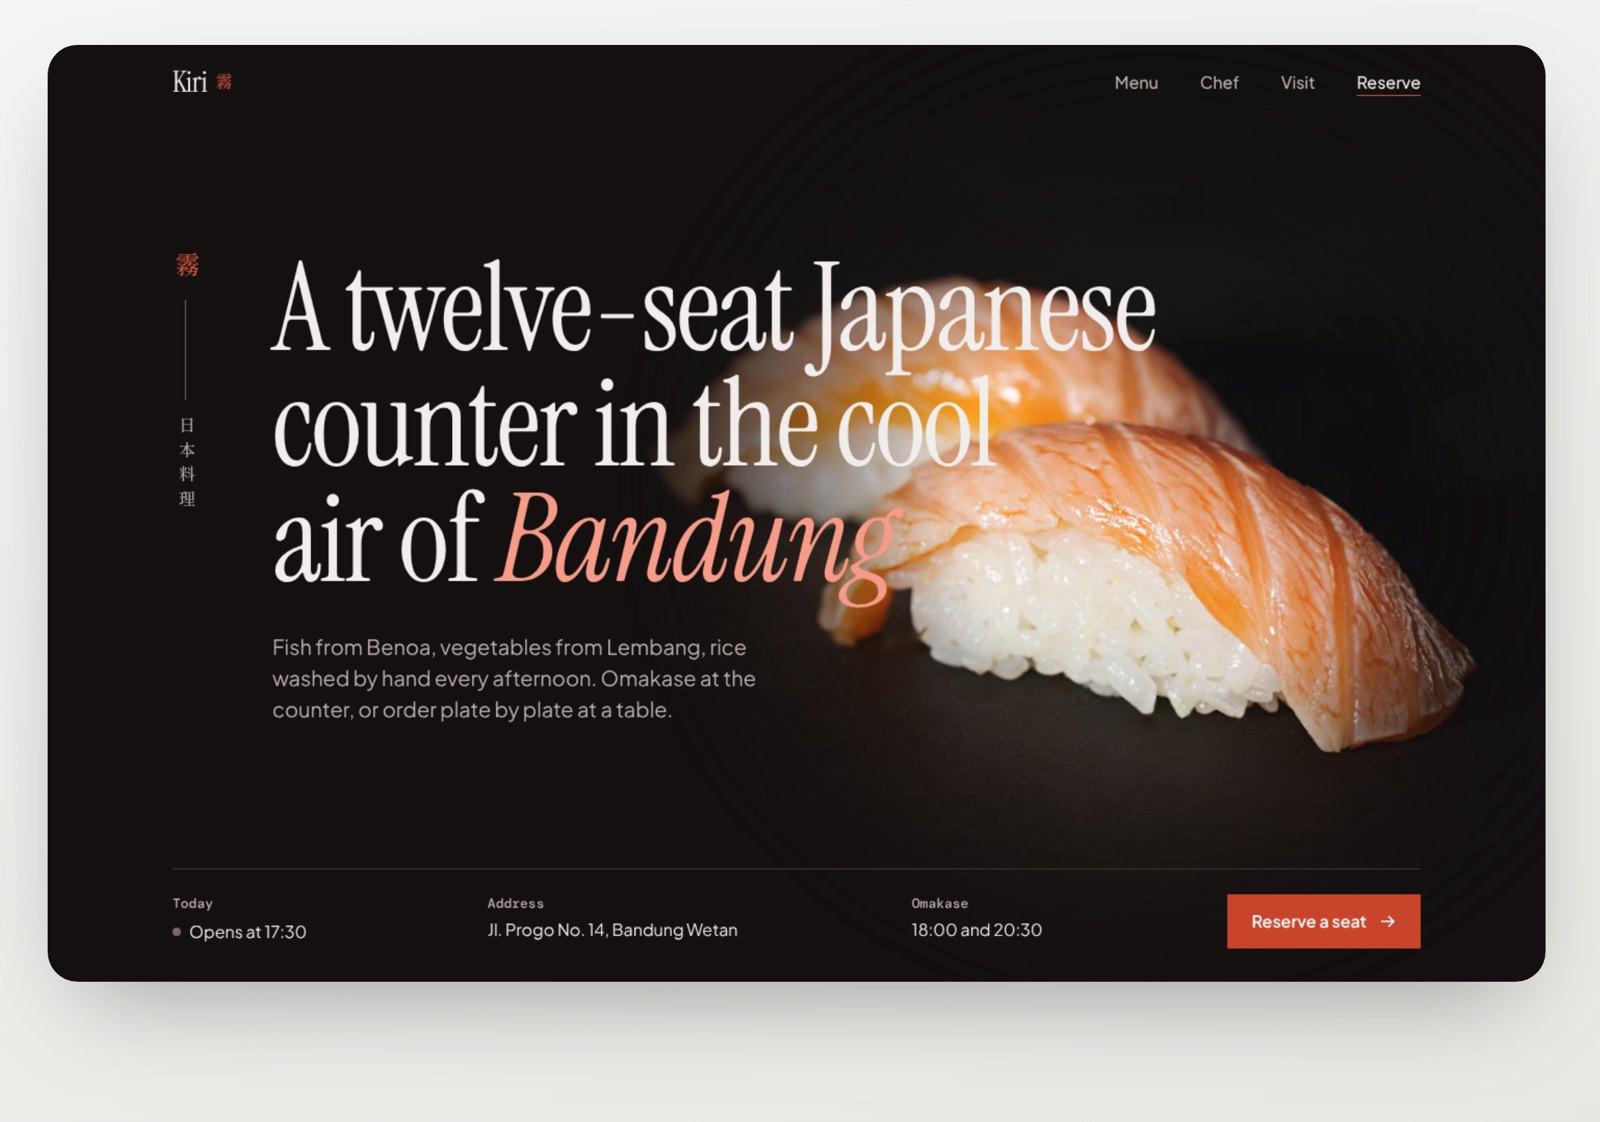 Kiri 霧
Menu Chef Visit Reserve
霧
日本料理
A twelve-seat Japanese
counter in the cool
air of Bandung
Fish from Benoa, vegetables from Lembang, rice
washed by hand every afternoon. Omakase at the
counter, or order plate by plate at a table.
Today
Opens at 17:30
Address
Jl. Progo No. 14, Bandung Wetan
Omakase
18:00 and 20:30
Reserve a seat →